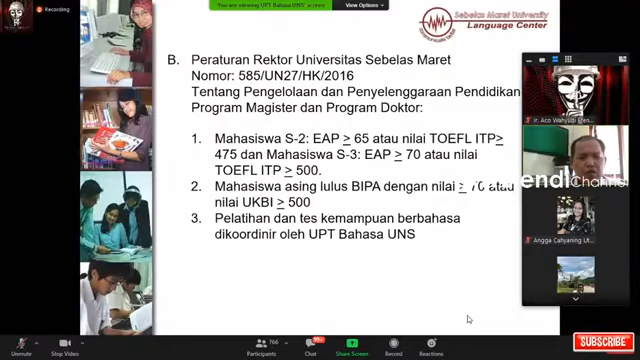 Recording
You are viewing UPT Bahasa UNS' screen
View Options
Sebelas Maret University
Language Center
B. Peraturan Rektor Universitas Sebelas Maret
Nomor: 585/UN27/HK/2016
Tentang Pengelolaan dan Penyelenggaraan Pendidikan
Program Magister dan Program Doktor:
1. Mahasiswa S-2: EAP ≥ 65 atau nilai TOEFL ITP≥
475 dan Mahasiswa S-3: EAP ≥ 70 atau nilai
TOEFL ITP ≥ 500.
2. Mahasiswa asing lulus BIPA dengan nilai ≥ 70 atau
nilai UKBI ≥ 500
3. Pelatihan dan tes kemampuan berbahasa
dikoordinir oleh UPT Bahasa UNS
Channel
Angga Cahyaning Ut...
Unmute
Stop Video
766
Participants
99+
Chat
Share Screen
Record
Reactions
SUBSCRIBE